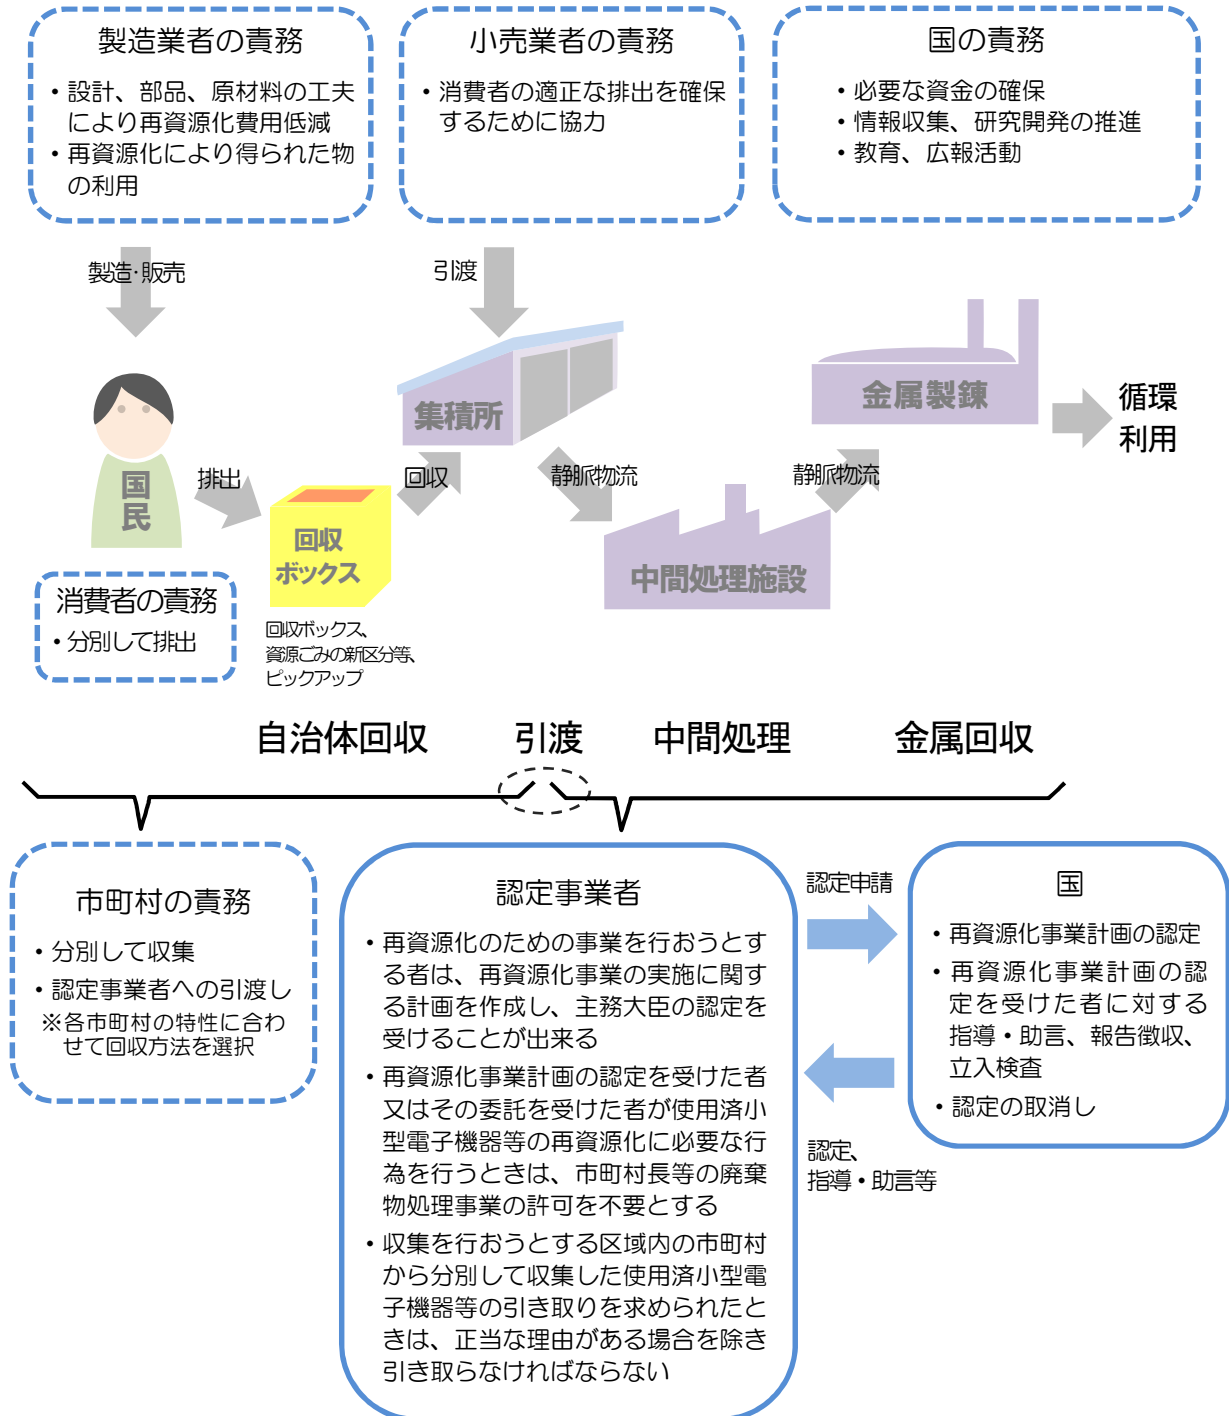 製造業者の責務
・設計、部品、原材料の工夫
により再資源化費用低減
・再資源化により得られた物
の利用
小売業者の責務
・消費者の適正な排出を確保
するために協力
国の責務
・必要な資金の確保
・情報収集、研究開発の推進
・教育、広報活動
製造・販売
引渡
集積所
金属製錬
循環
利用
国民
排出
回収
ボックス
回収
静脈物流
静脈物流
中間処理施設
消費者の責務
・分別して排出
回収ボックス、
資源ごみの新区分等、
ピックアップ
自治体回収
引渡
中間処理
金属回収
市町村の責務
・分別して収集
・認定事業者への引渡し
※各市町村の特性に合わ
せて回収方法を選択
認定事業者
・再資源化のための事業を行おうとす
る者は、再資源化事業の実施に関す
る計画を作成し、主務大臣の認定を
受けることが出来る
・再資源化事業計画の認定を受けた者
又はその委託を受けた者が使用済小
型電子機器等の再資源化に必要な行
為を行うときは、市町村長等の廃棄
物処理事業の許可を不要とする
・収集を行おうとする区域内の市町村
から分別して収集した使用済小型電
子機器等の引き取りを求められたと
きは、正当な理由がある場合を除き
引き取らなければならない
認定申請
認定、
指導・助言等
国
・再資源化事業計画の認定
・再資源化事業計画の認
定を受けた者に対する
指導・助言、報告徴収、
立入検査
・認定の取消し